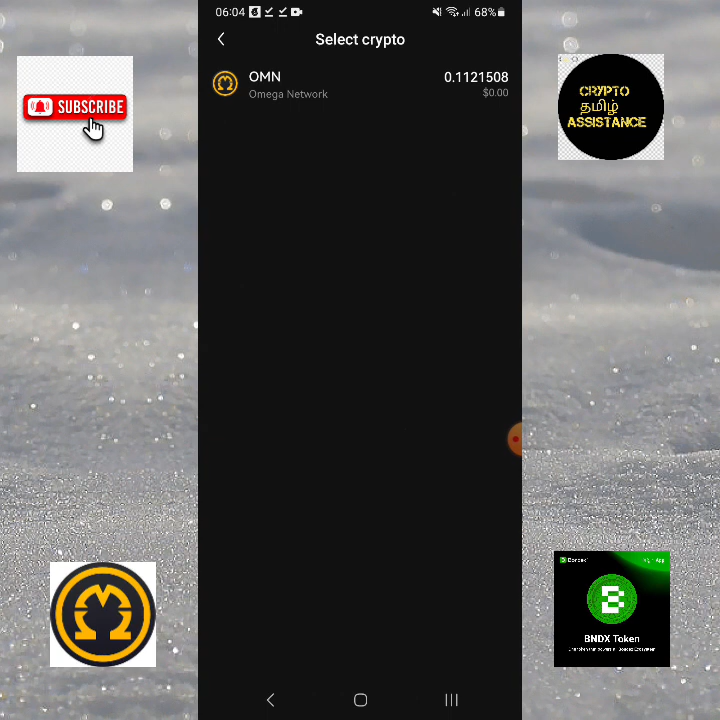 06:04
68%
Select crypto
OMN
0.1121508
Omega Network
$0.00
SUBSCRIBE
CRYPTO
தமிழ்
ASSISTANCE
BNDX Token